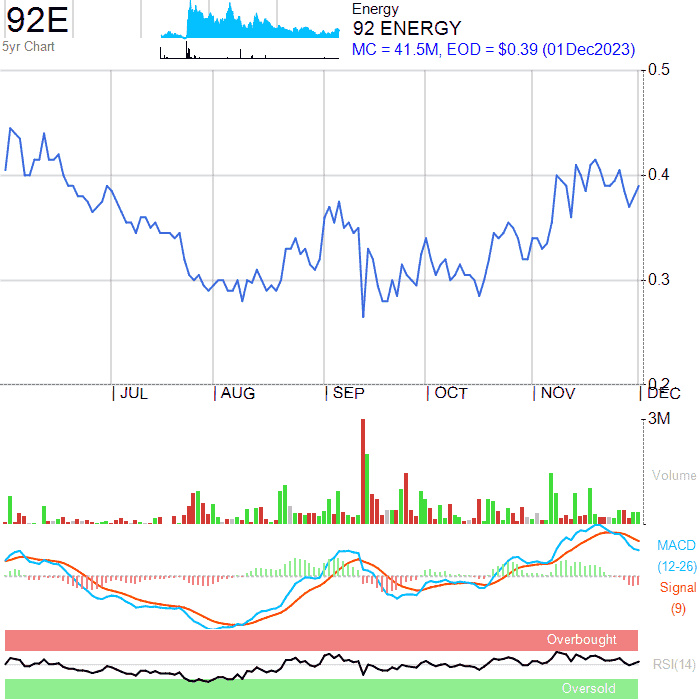 92E
5yr Chart
Energy
92 ENERGY
MC = 41.5M, EOD = $0.39 (01Dec2023)
0.5
0.4
0.3
0.2
JUL
AUG
SEP
OCT
NOV
DEC
3M
Volume
MACD
(12-26)
Signal
(9)
Overbought
RSI(14)
Oversold